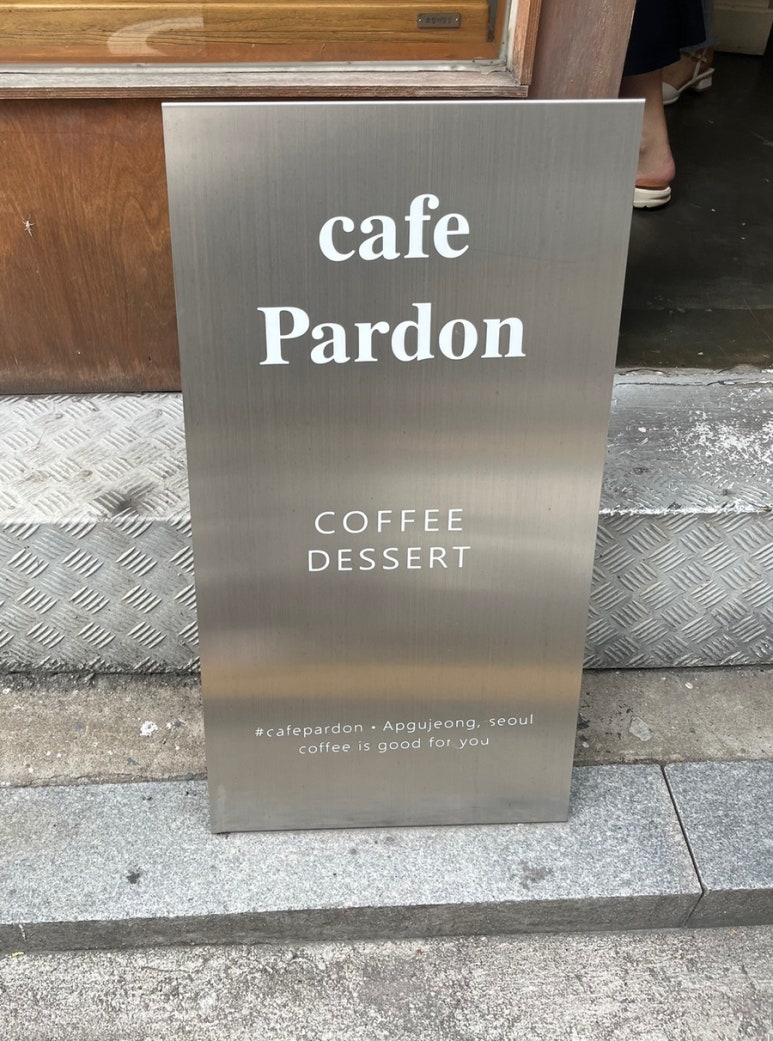 cafe
Pardon
COFFEE
DESSERT
#cafepardon • Apgujeong, seoul
coffee is good for you